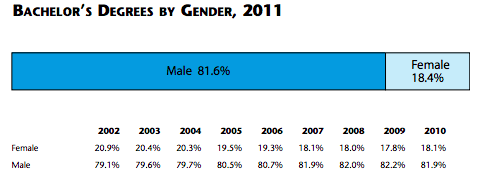 BACHELOR'S DEGREES BY GENDER, 2011
Male 81.6%
Female
18.4%
2002 2003 2004 2005 2006 2007 2008 2009 2010
Female 20.9% 20.4% 20.3% 19.5% 19.3% 18.1% 18.0% 17.8% 18.1%
Male 79.1% 79.6% 79.7% 80.5% 80.7% 81.9% 82.0% 82.2% 81.9%